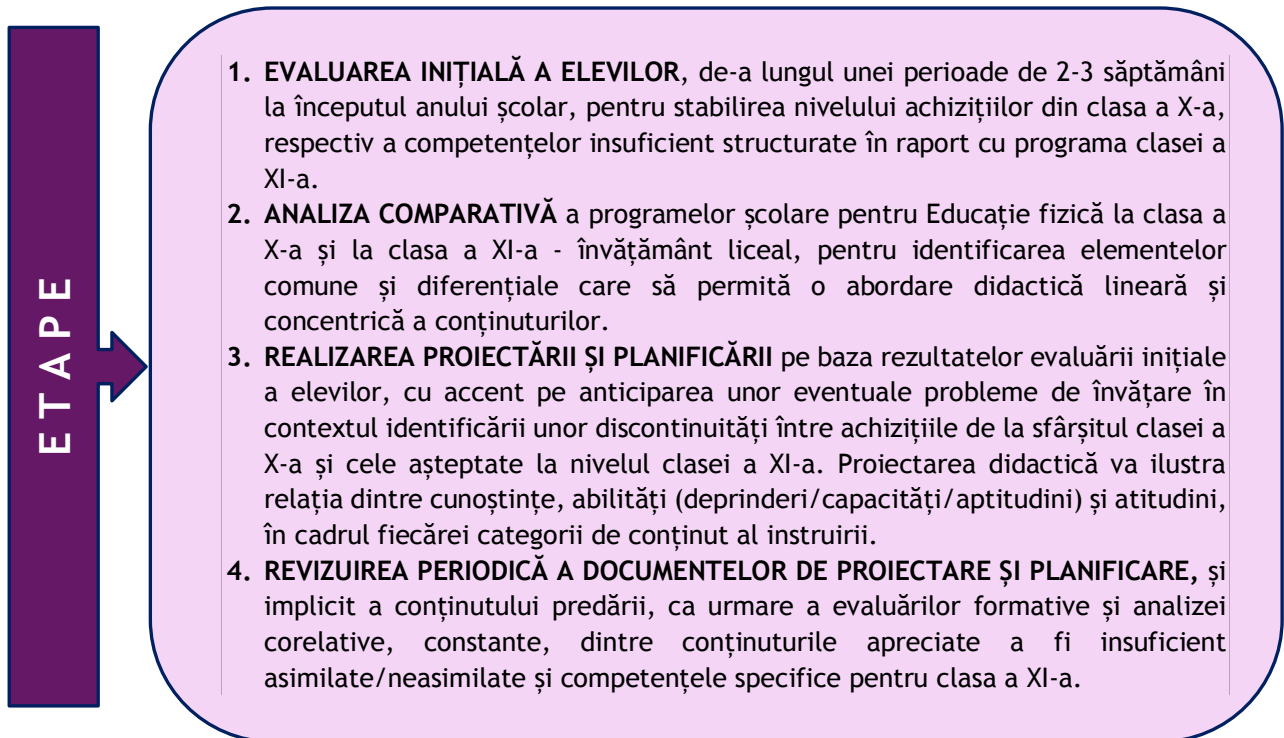 E T A P E
1. EVALUAREA INIȚIALĂ A ELEVILOR, de-a lungul unei perioade de 2-3 săptămâni
la începutul anului școlar, pentru stabilirea nivelului achizițiilor din clasa a X-a,
respectiv a competențelor insuficient structurate în raport cu programa clasei a
XI-a.
2. ANALIZA COMPARATIVĂ a programelor școlare pentru Educație fizică la clasa a
X-a și la clasa a XI-a - învățământ liceal, pentru identificarea elementelor
comune și diferențiale care să permită o abordare didactică lineară și
concentrică a conținuturilor.
3. REALIZAREA PROIECTĂRII ȘI PLANIFICĂRII pe baza rezultatelor evaluării inițiale
a elevilor, cu accent pe anticiparea unor eventuale probleme de învățare în
contextul identificării unor discontinuități între achizițiile de la sfârșitul clasei a
X-a și cele așteptate la nivelul clasei a XI-a. Proiectarea didactică va ilustra
relația dintre cunoștințe, abilități (deprinderi/capacități/aptitudini) și atitudini,
în cadrul fiecărei categorii de conținut al instruirii.
4. REVIZUIREA PERIODICĂ A DOCUMENTELOR DE PROIECTARE ȘI PLANIFICARE, și
implicit a conținutului predării, ca urmare a evaluărilor formative și analizei
corelative, constante, dintre conținuturile apreciate a fi insuficient
asimilate/neasimilate și competențele specifice pentru clasa a XI-a.